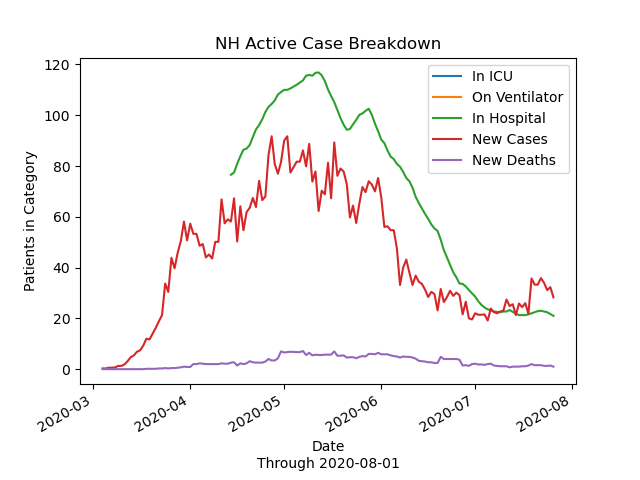 NH Active Case Breakdown
120
100
80
60
40
20
0
Patients in Category
In ICU
On Ventilator
In Hospital
New Cases
New Deaths
2020-03
2020-04
2020-05
2020-06
2020-07
2020-08
Date
Through 2020-08-01